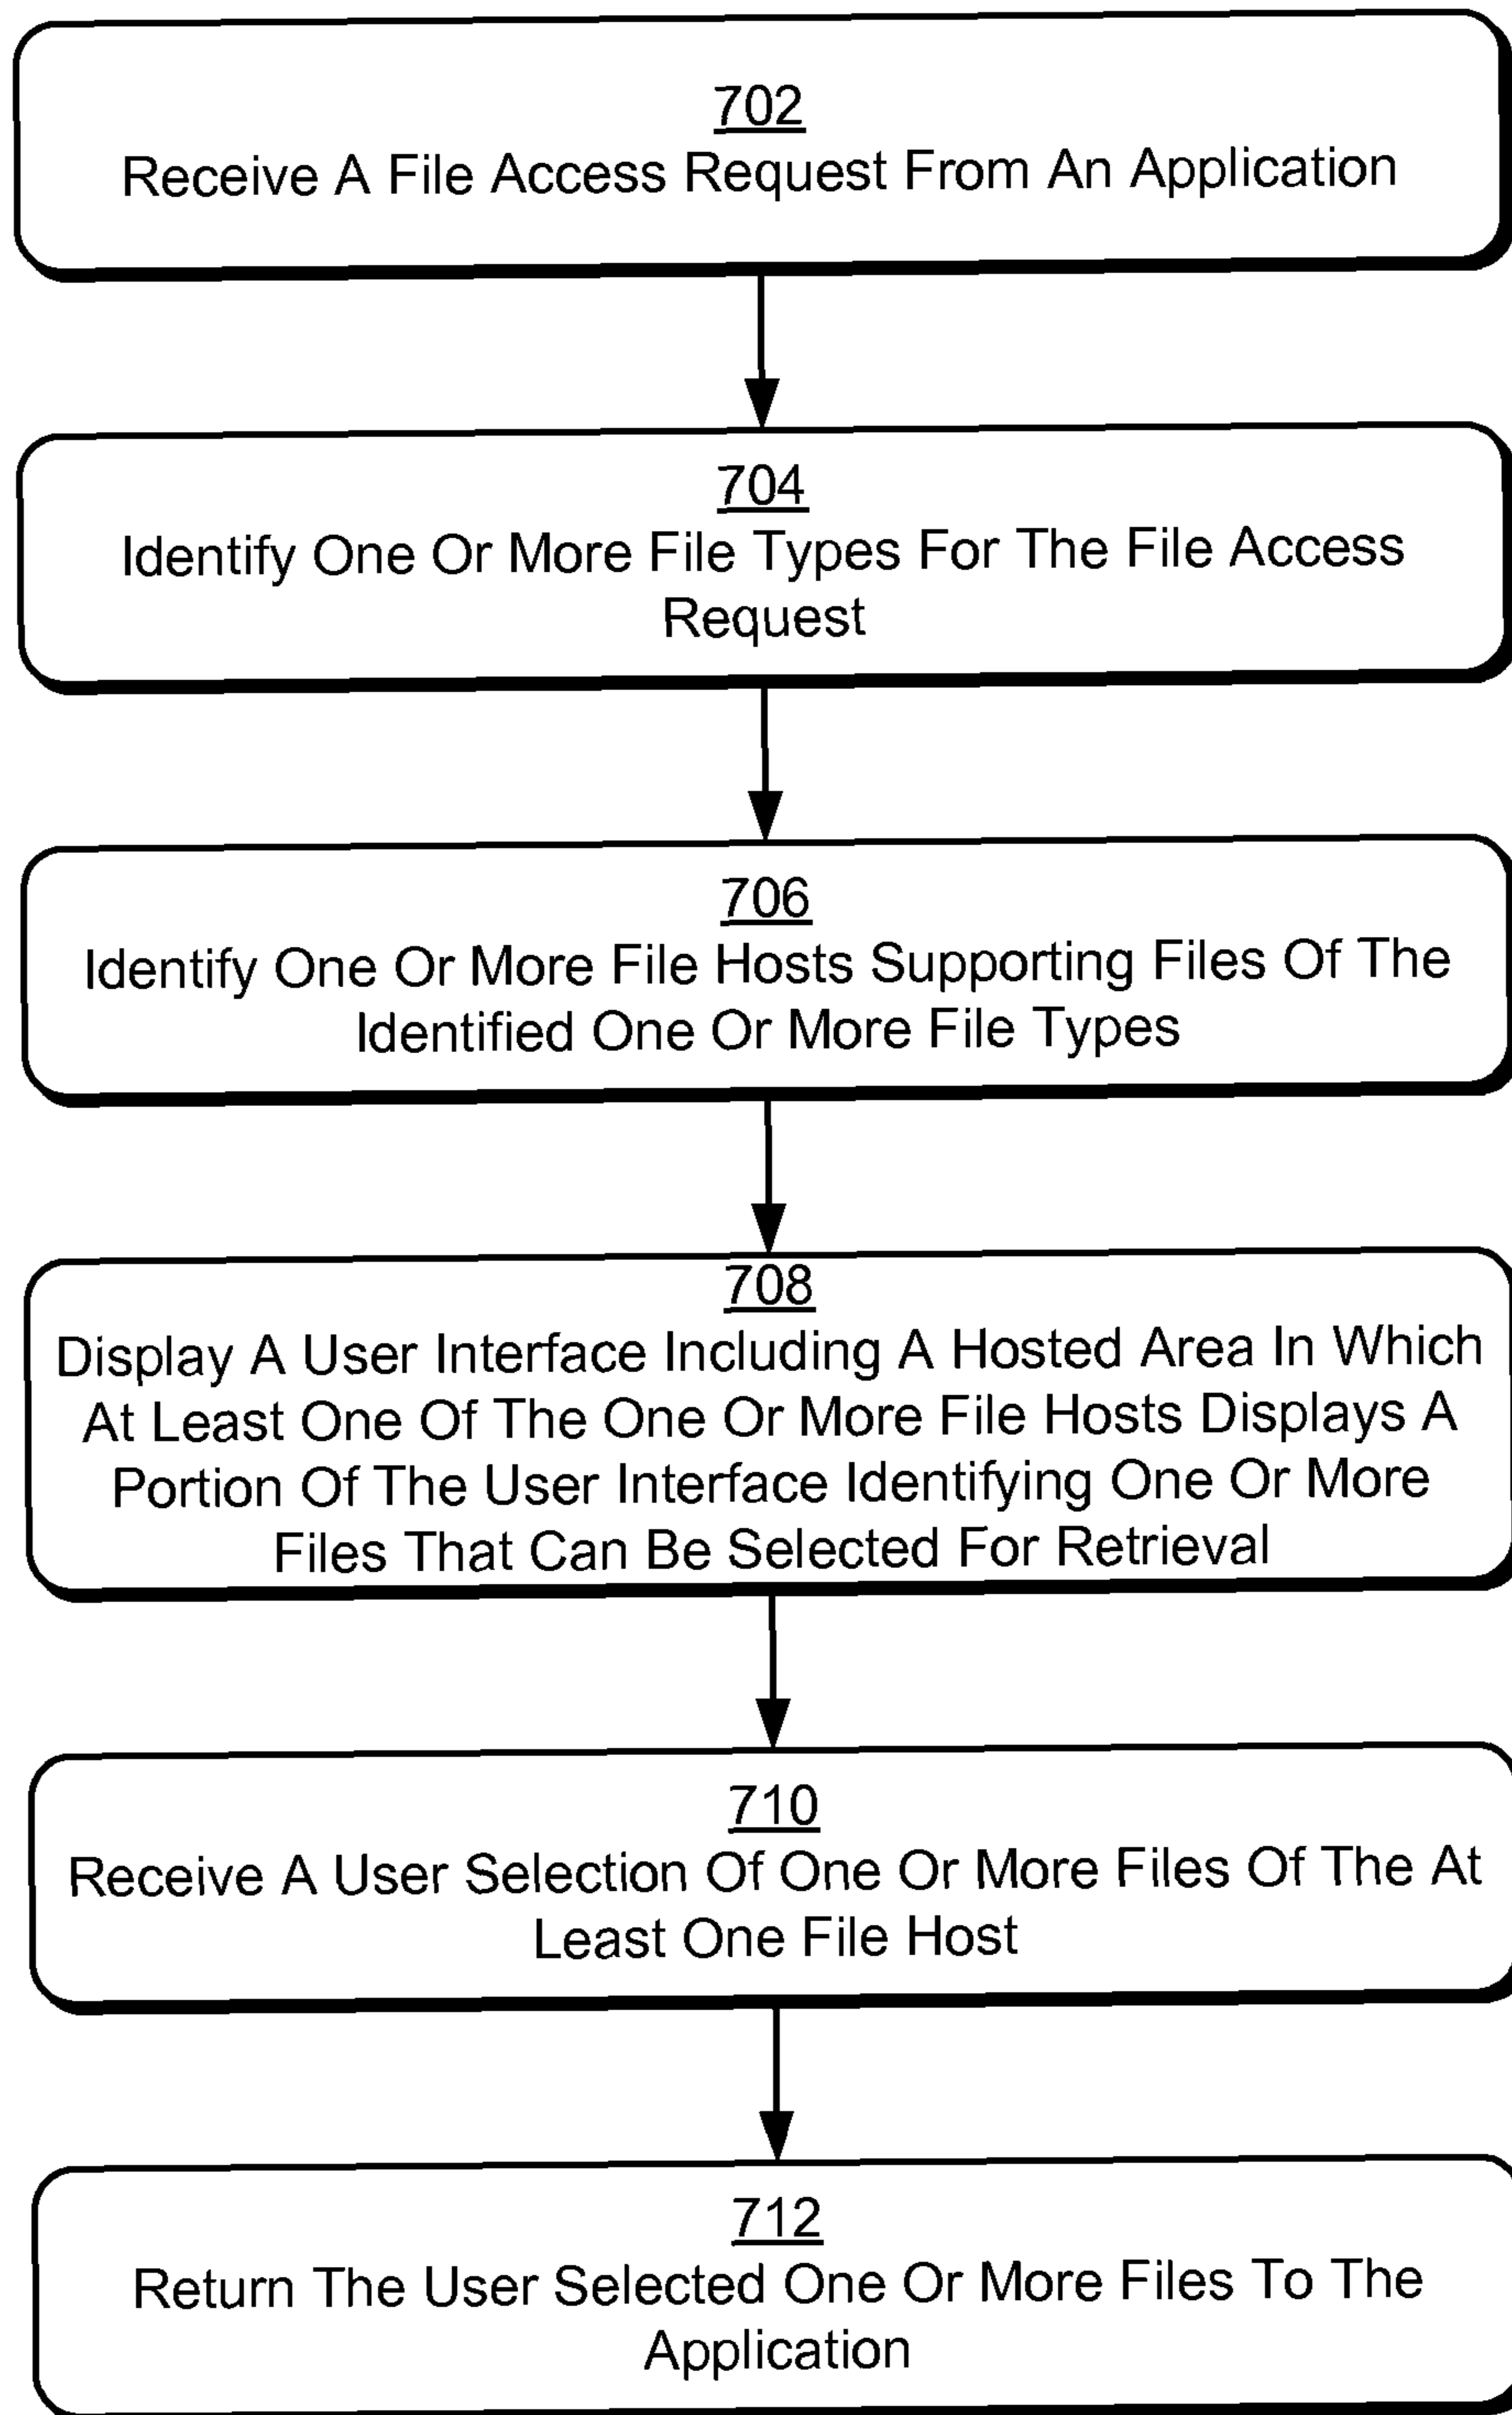 702
Receive A File Access Request From An Application
704
Identify One Or More File Types For The File Access
Request
706
Identify One Or More File Hosts Supporting Files Of The
Identified One Or More File Types
708
Display A User Interface Including A Hosted Area In Which
At Least One Of The One Or More File Hosts Displays A
Portion Of The User Interface Identifying One Or More
Files That Can Be Selected For Retrieval
710
Receive A User Selection Of One Or More Files Of The At
Least One File Host
712
Return The User Selected One Or More Files To The
Application